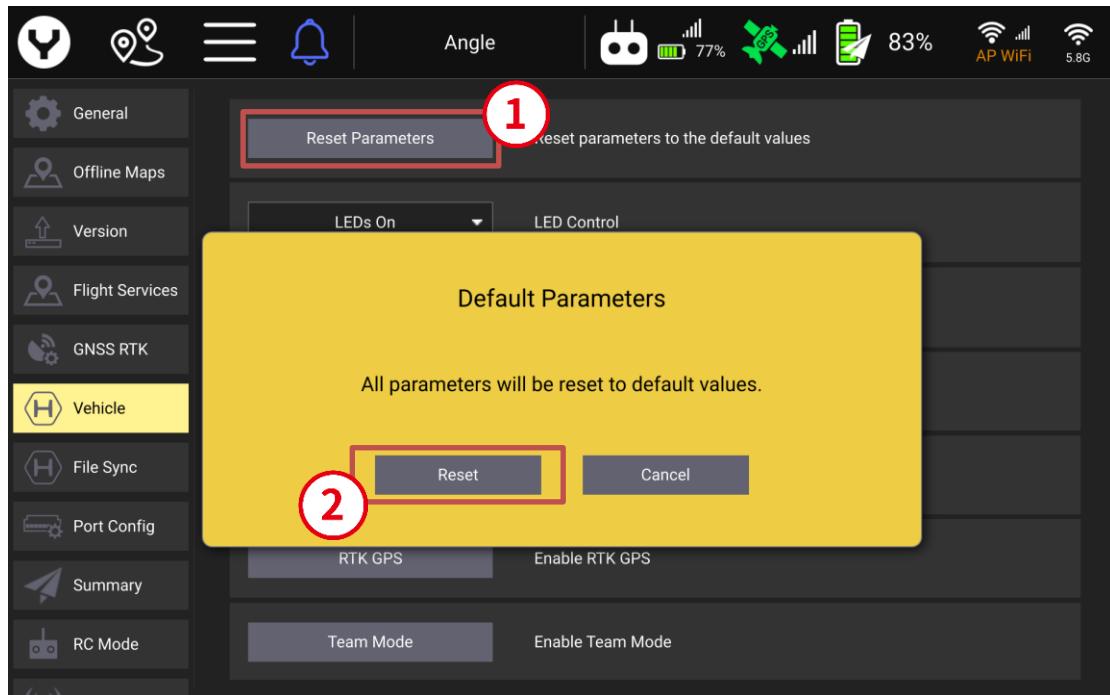 Y
Angle
77%
GPS
83%
AP WiFi
5.8G
General
Offline Maps
Version
Flight Services
GNSS RTK
H Vehicle
H File Sync
Port Config
Summary
RC Mode
Reset Parameters
1
Reset parameters to the default values
LEDs On
LED Control
Default Parameters
All parameters will be reset to default values.
2
Reset
Cancel
RTK GPS
Enable RTK GPS
Team Mode
Enable Team Mode